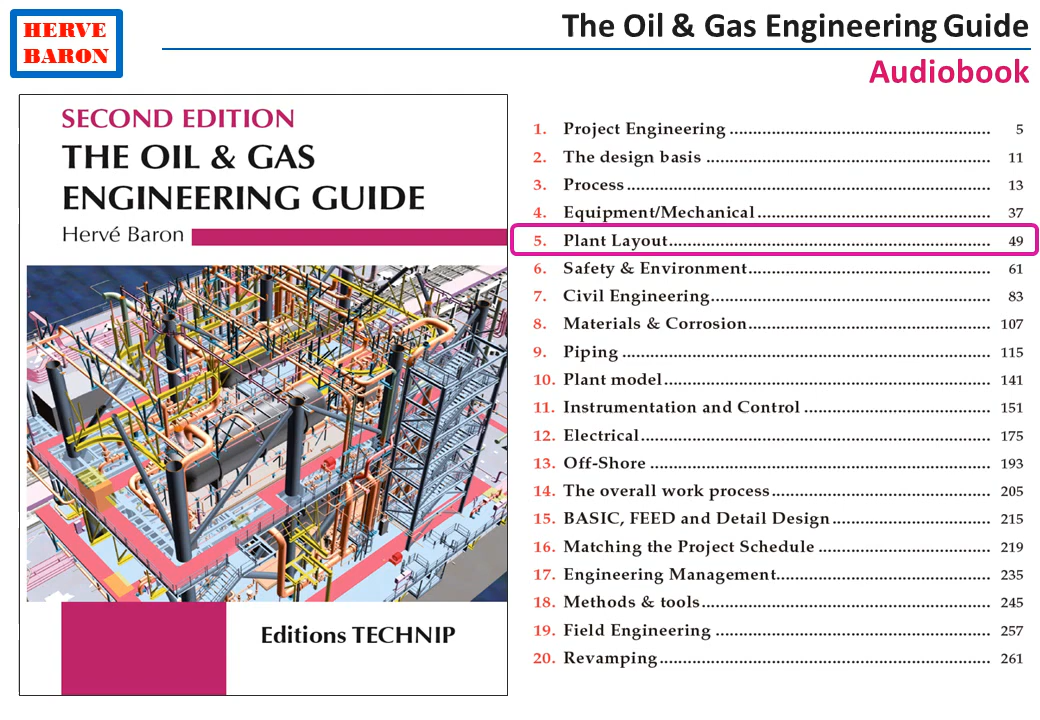 HERVE
BARON
The Oil & Gas Engineering Guide
Audiobook
SECOND EDITION
THE OIL & GAS
ENGINEERING GUIDE
Hervé Baron
Editions TECHNIP
1. Project Engineering ........................................................ 5
2. The design basis ............................................................ 11
3. Process ............................................................................. 13
4. Equipment/Mechanical .................................................. 37
5. Plant Layout..................................................................... 49
6. Safety & Environment.................................................... 61
7. Civil Engineering............................................................ 83
8. Materials & Corrosion.................................................... 107
9. Piping .............................................................................. 115
10. Plant model...................................................................... 141
11. Instrumentation and Control ........................................ 151
12. Electrical........................................................................... 175
13. Off-Shore ......................................................................... 193
14. The overall work process............................................... 205
15. BASIC, FEED and Detail Design.................................. 215
16. Matching the Project Schedule ..................................... 219
17. Engineering Management.............................................. 235
18. Methods & tools.............................................................. 245
19. Field Engineering ........................................................... 257
20. Revamping....................................................................... 261